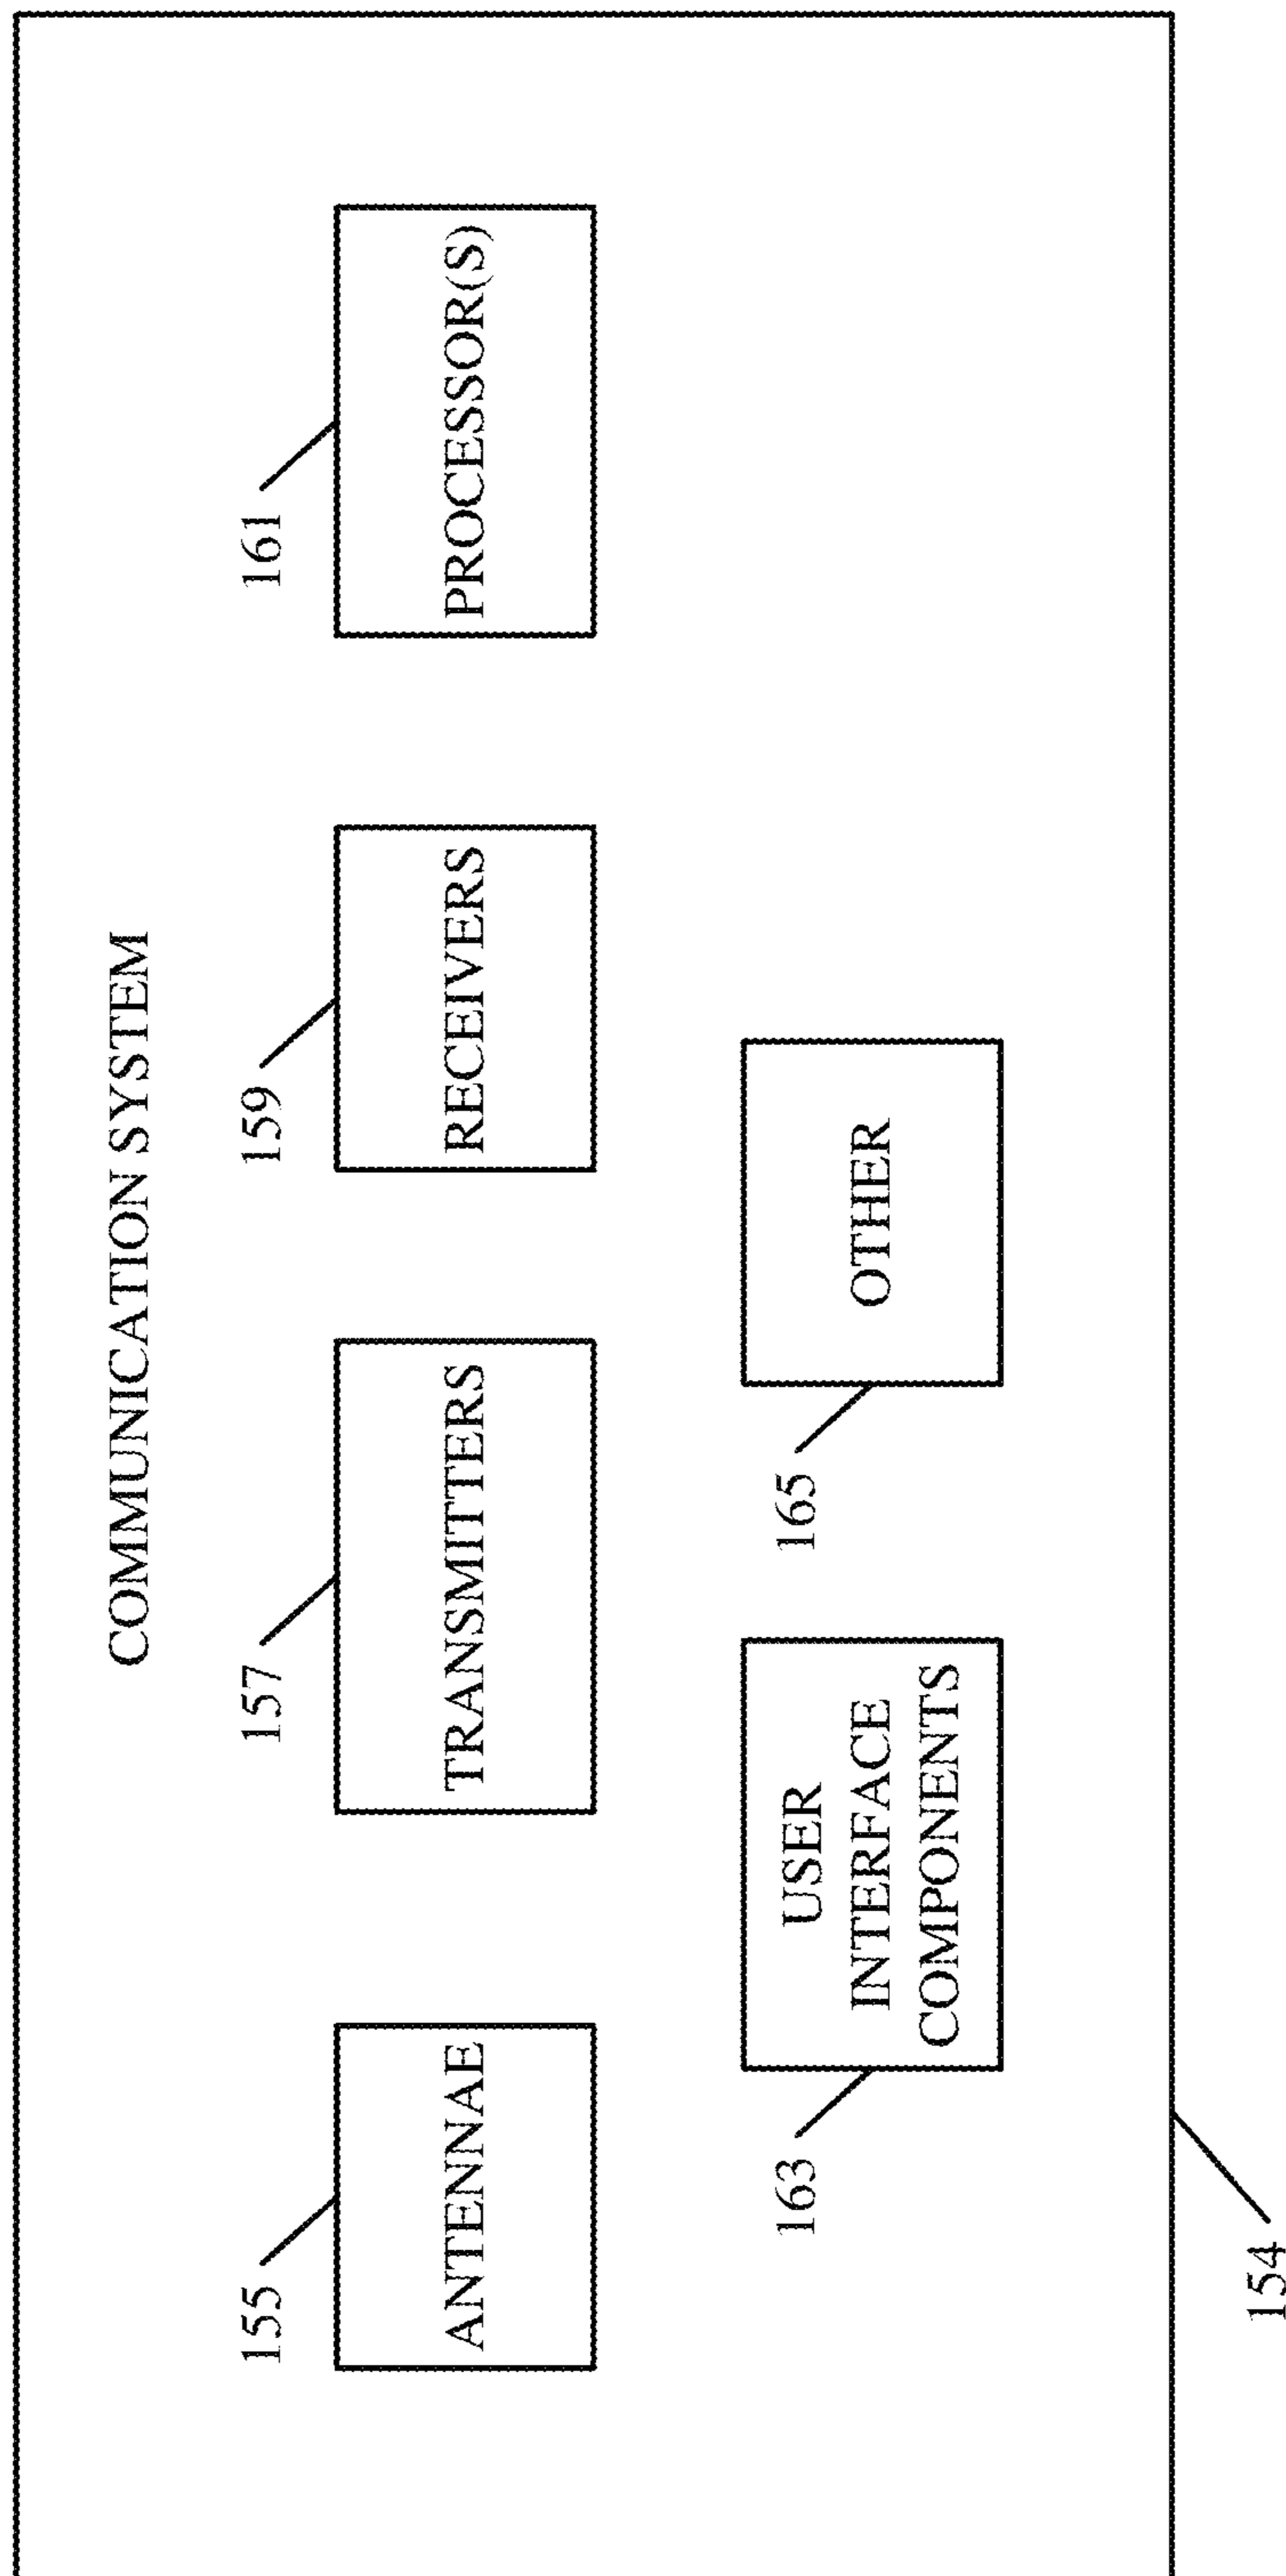 COMMUNICATION SYSTEM
155
157
159
161
ANTENNAE
TRANSMITTERS
RECEIVERS
PROCESSOR(S)
163
165
USER
INTERFACE
COMPONENTS
OTHER
154